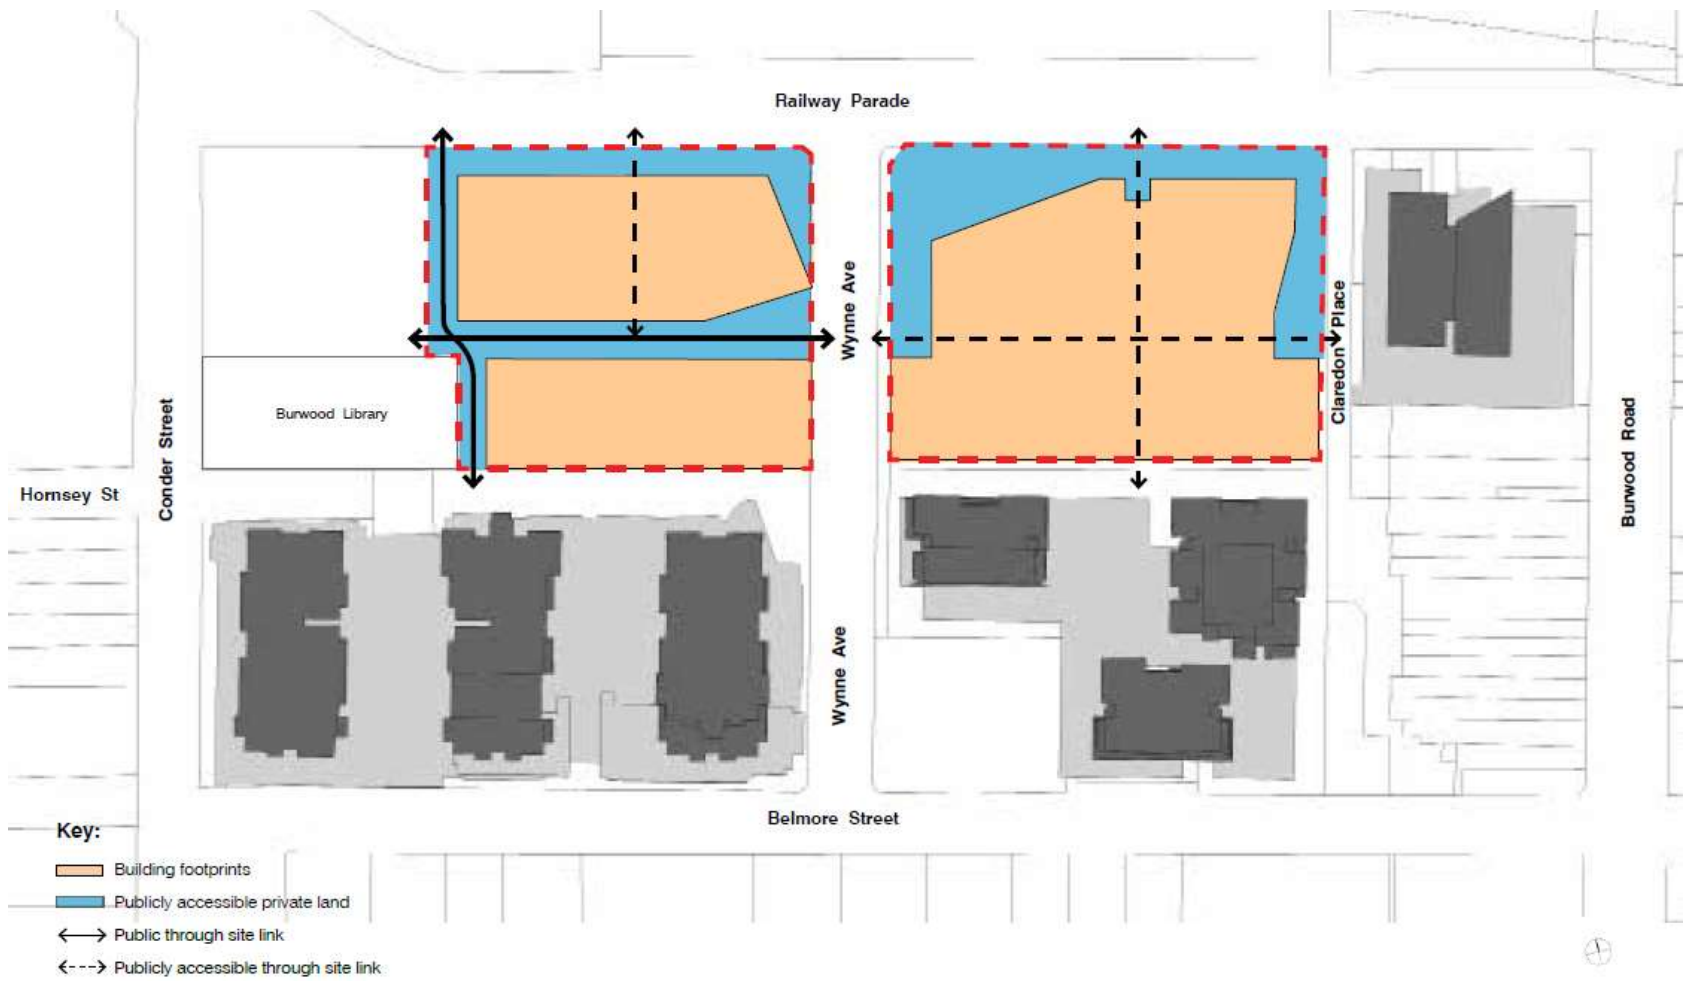 Railway Parade
Wynne Ave
Claredon Place
Burwood Library
Conder Street
Burwood Road
Hornsey St
Wynne Ave
Belmore Street
Key:
Building footprints
Publicly accessible private land
Public through site link
Publicly accessible through site link